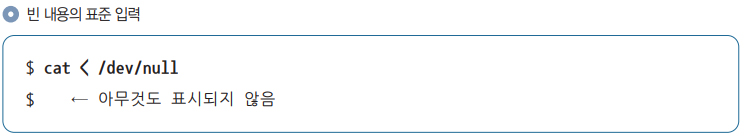 빈 내용의 표준 입력
$ cat < /dev/null
$ ← 아무것도 표시되지 않음